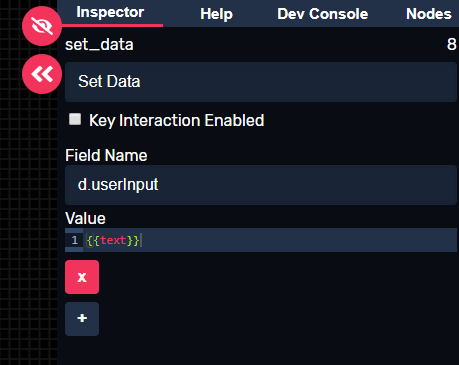 Inspector Help Dev Console Nodes
set_data 8
Set Data
Key Interaction Enabled
Field Name
d.userInput
Value
1 {{text}}
x
+